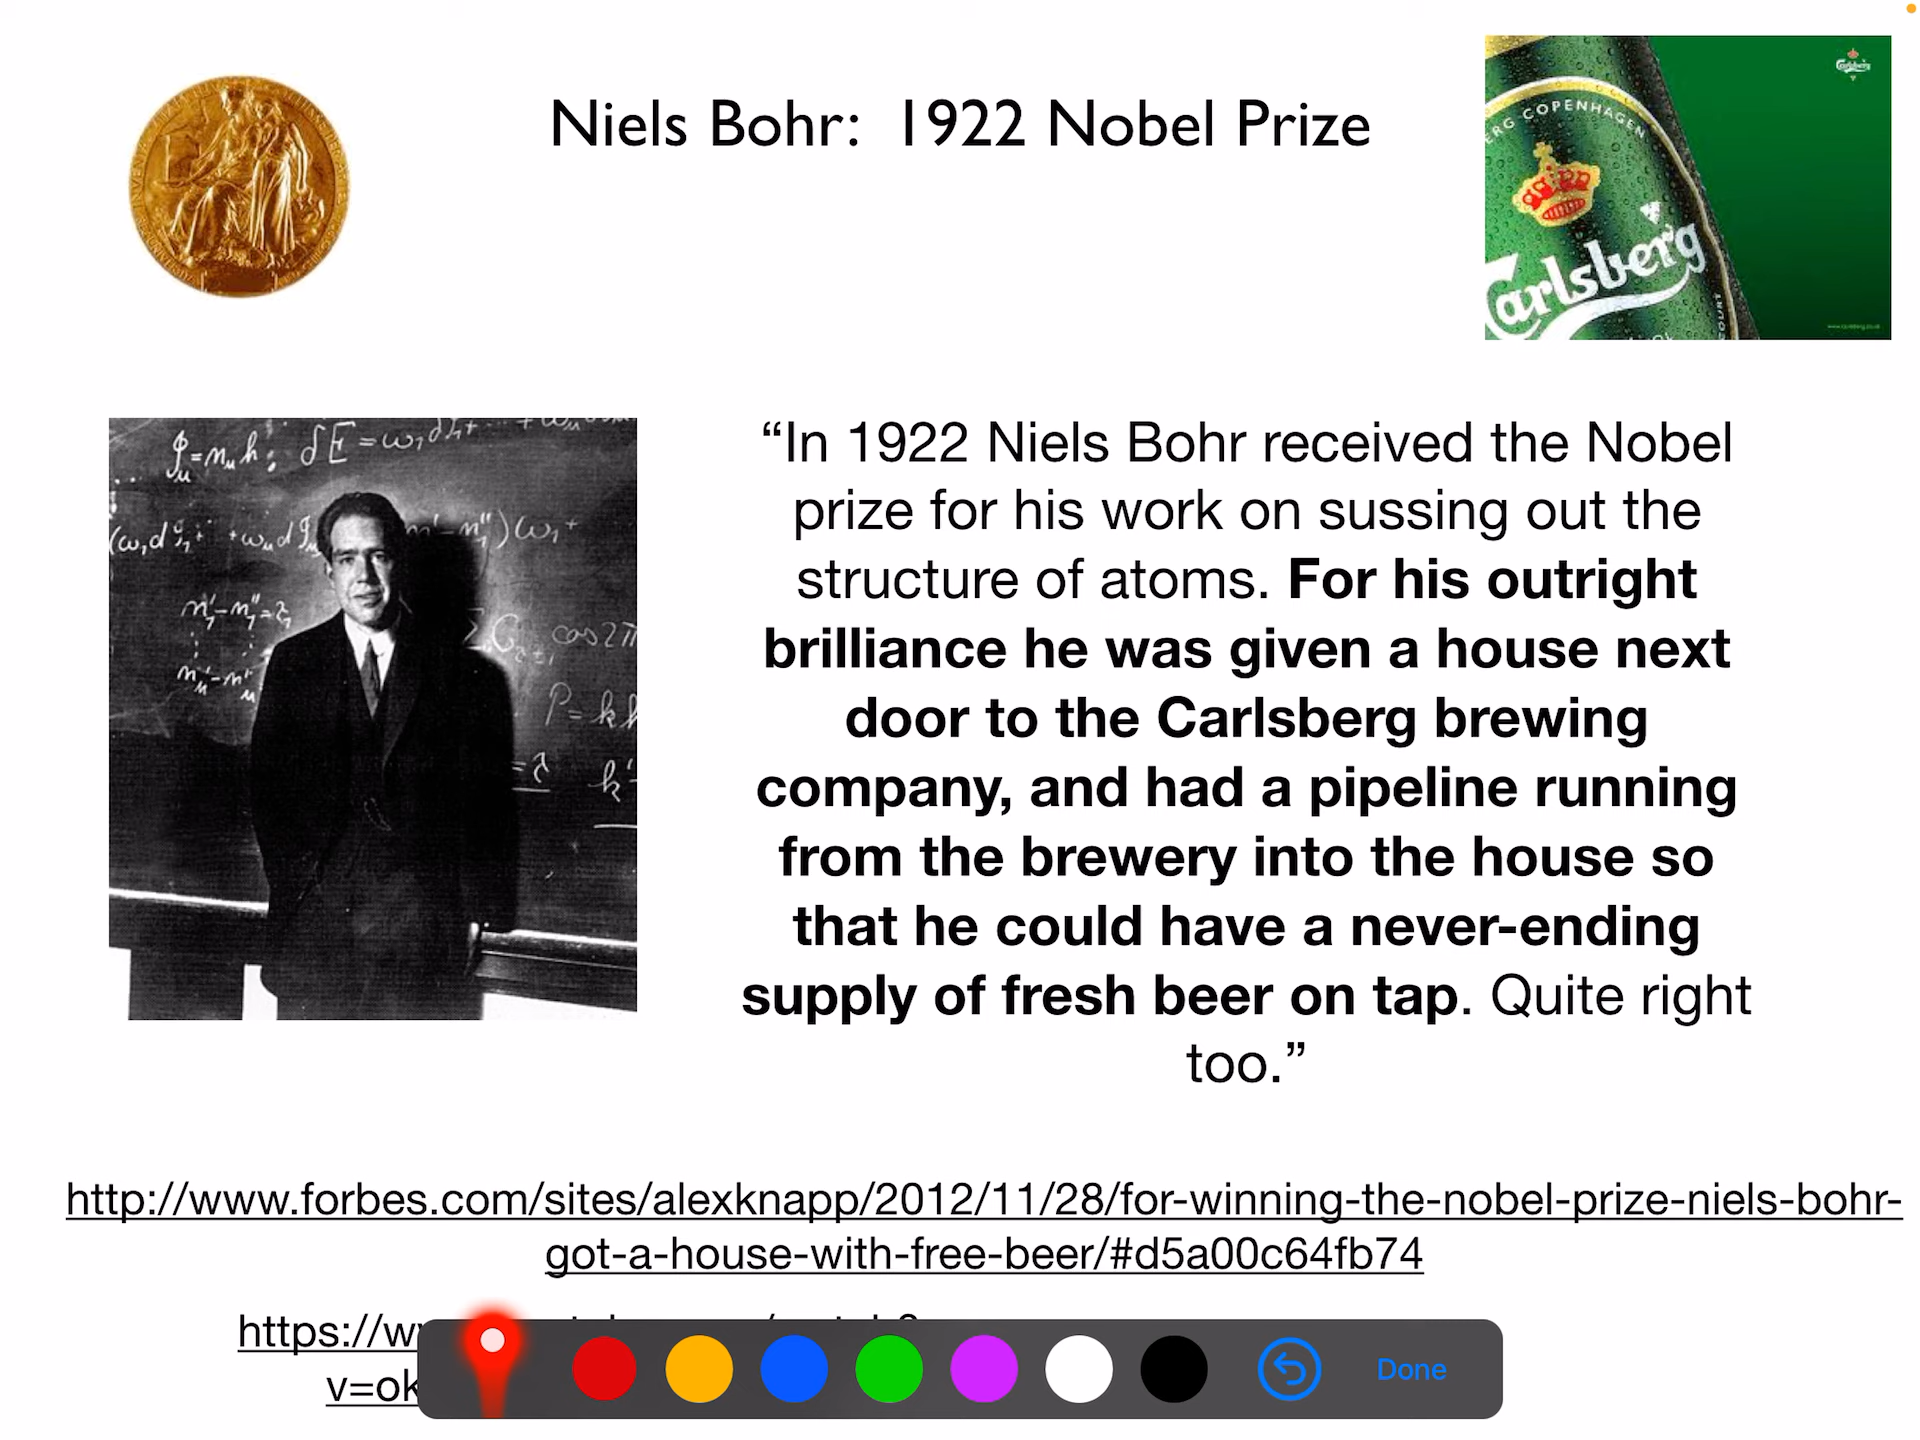 Niels Bohr: 1922 Nobel Prize
ERG COPENHAGEN
Carlsberg
arlsberg
“In 1922 Niels Bohr received the Nobel
prize for his work on sussing out the
structure of atoms. For his outright
brilliance he was given a house next
door to the Carlsberg brewing
company, and had a pipeline running
from the brewery into the house so
that he could have a never-ending
supply of fresh beer on tap. Quite right
too.”
http://www.forbes.com/sites/alexknapp/2012/11/28/for-winning-the-nobel-prize-niels-bohr-
got-a-house-with-free-beer/#d5a00c64fb74
https://w
v=ok
Done